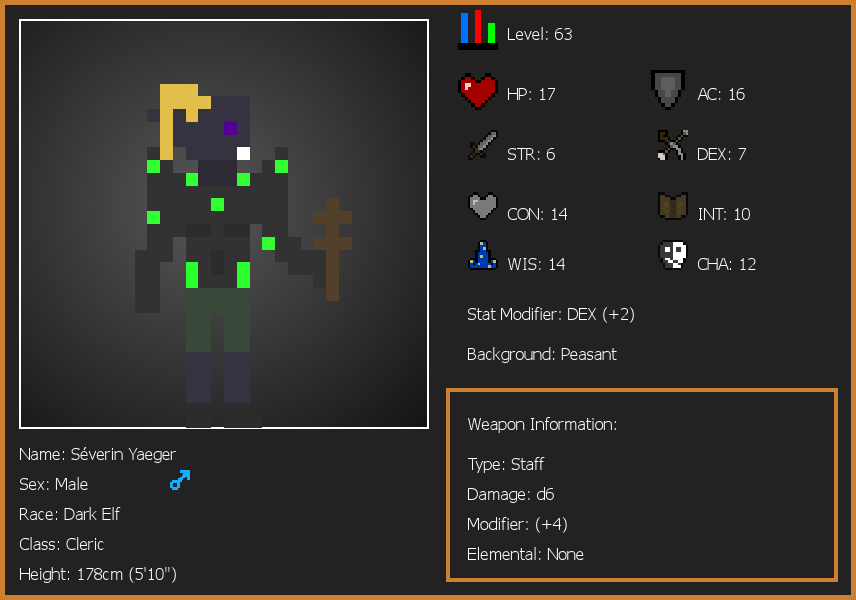 Level: 63
HP: 17
AC: 16
STR: 6
DEX: 7
CON: 14
INT: 10
WIS: 14
CHA: 12
Stat Modifier: DEX (+2)
Background: Peasant
Weapon Information:
Type: Staff
Damage: d6
Modifier: (+4)
Elemental: None
Name: Séverin Yaeger
Sex: Male
Race: Dark Elf
Class: Cleric
Height: 178cm (5'10")